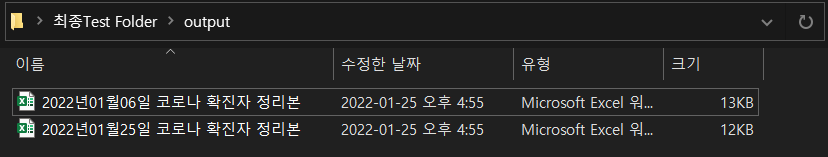 최종Test Folder > output
이름 수정한 날짜 유형 크기
2022년01월06일 코로나 확진자 정리본 2022-01-25 오후 4:55 Microsoft Excel 워... 13KB
2022년01월25일 코로나 확진자 정리본 2022-01-25 오후 4:55 Microsoft Excel 워... 12KB